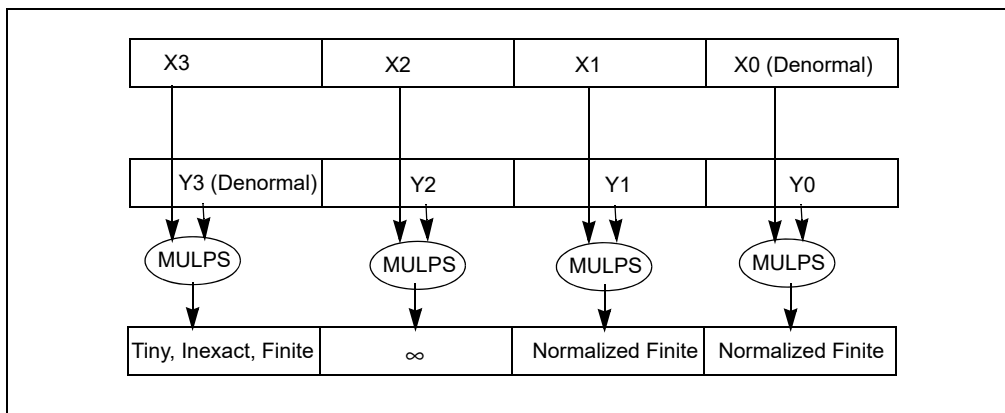 X3 X2 X1 X0 (Denormal)
Y3 (Denormal) Y2 Y1 Y0
MULPS MULPS MULPS MULPS
Tiny, Inexact, Finite ∞ Normalized Finite Normalized Finite